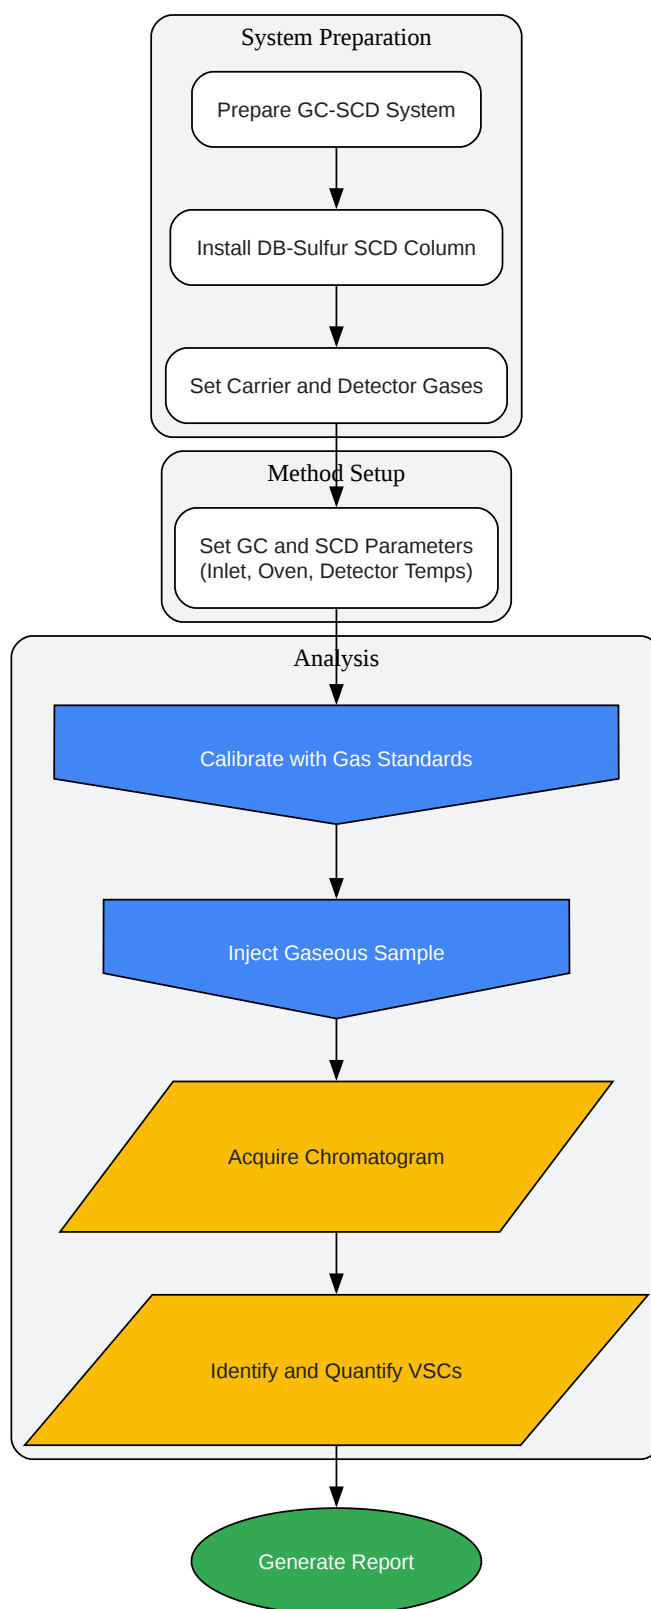 System Preparation
Prepare GC-SCD System
Install DB-Sulfur SCD Column
Set Carrier and Detector Gases
Method Setup
Set GC and SCD Parameters
(Inlet, Oven, Detector Temps)
Analysis
Calibrate with Gas Standards
Inject Gaseous Sample
Acquire Chromatogram
Identify and Quantify VSCs
Generate Report